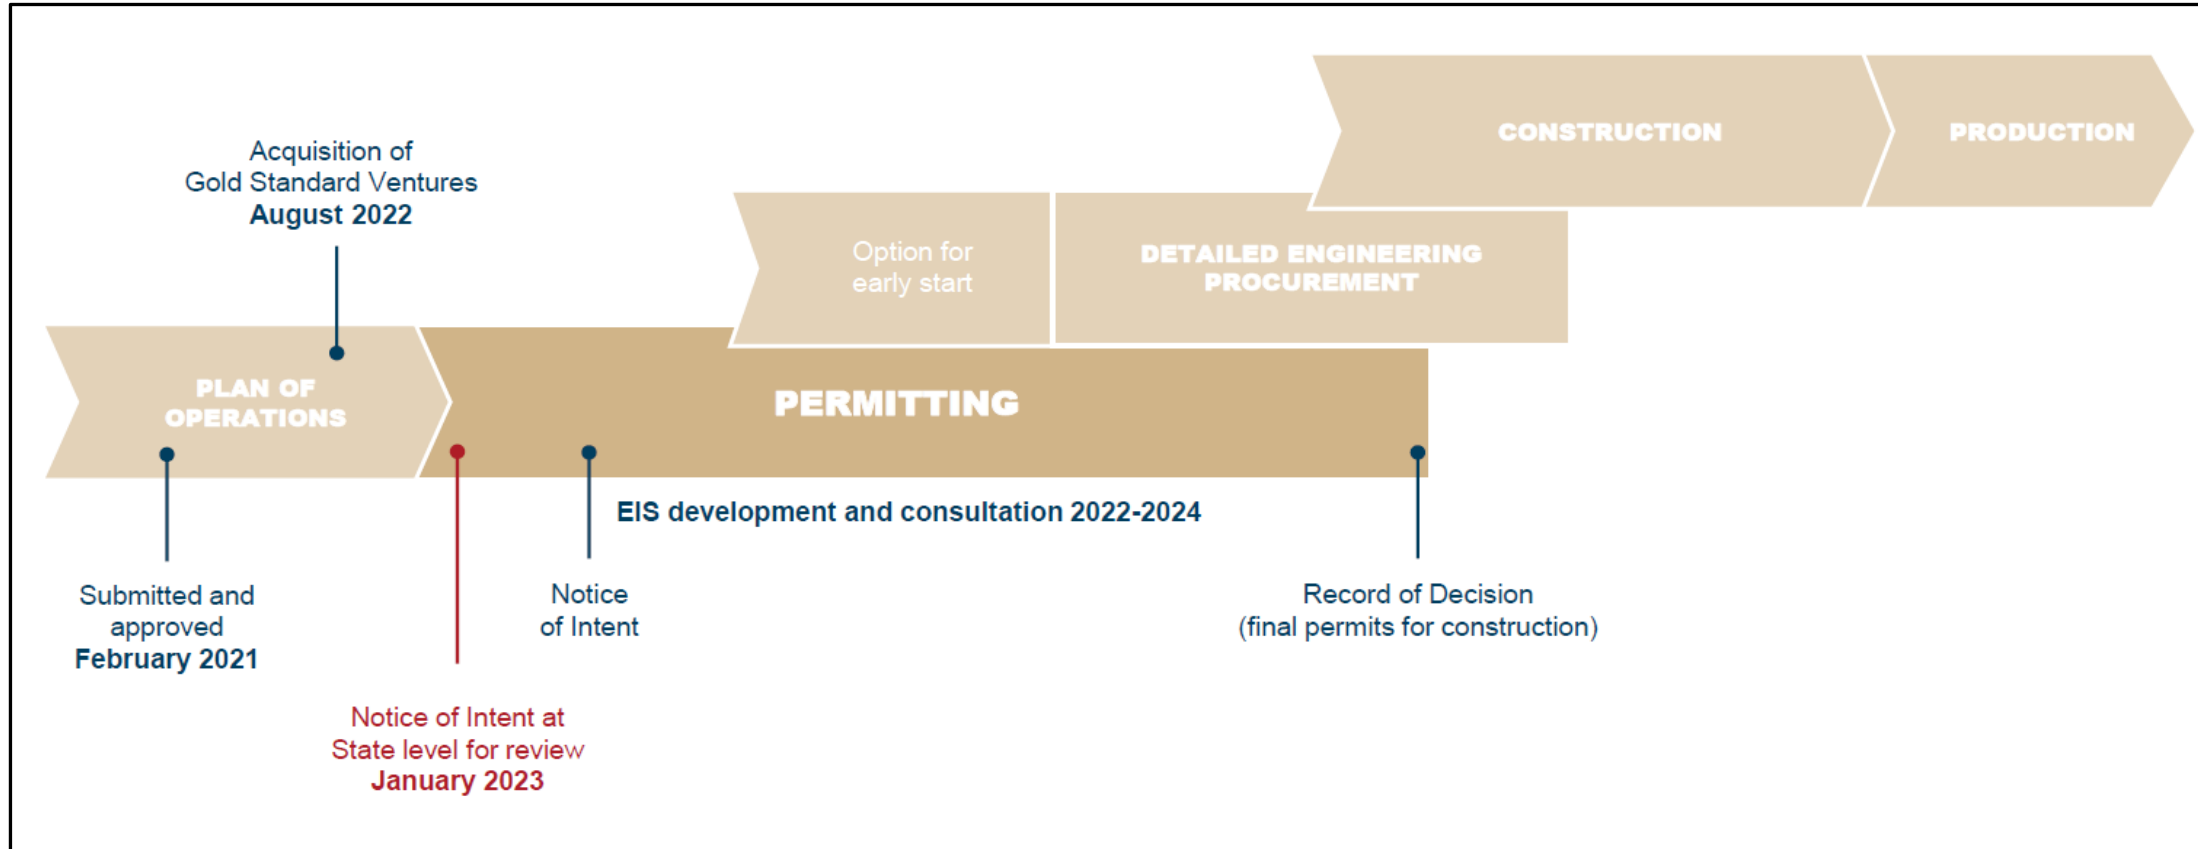 CONSTRUCTION
PRODUCTION
Acquisition of
Gold Standard Ventures
August 2022
Option for
early start
DETAILED ENGINEERING
PROCUREMENT
PLAN OF
OPERATIONS
PERMITTING
EIS development and consultation 2022-2024
Submitted and
approved
February 2021
Notice
of Intent
Record of Decision
(final permits for construction)
Notice of Intent at
State level for review
January 2023